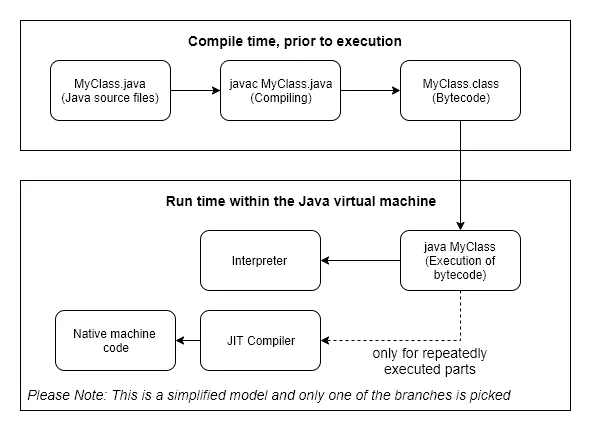 Compile time, prior to execution
MyClass.java
(Java source files)
javac MyClass.java
(Compiling)
MyClass.class
(Bytecode)
Run time within the Java virtual machine
Interpreter
java MyClass
(Execution of
bytecode)
Native machine
code
JIT Compiler
only for repeatedly
executed parts
Please Note: This is a simplified model and only one of the branches is picked